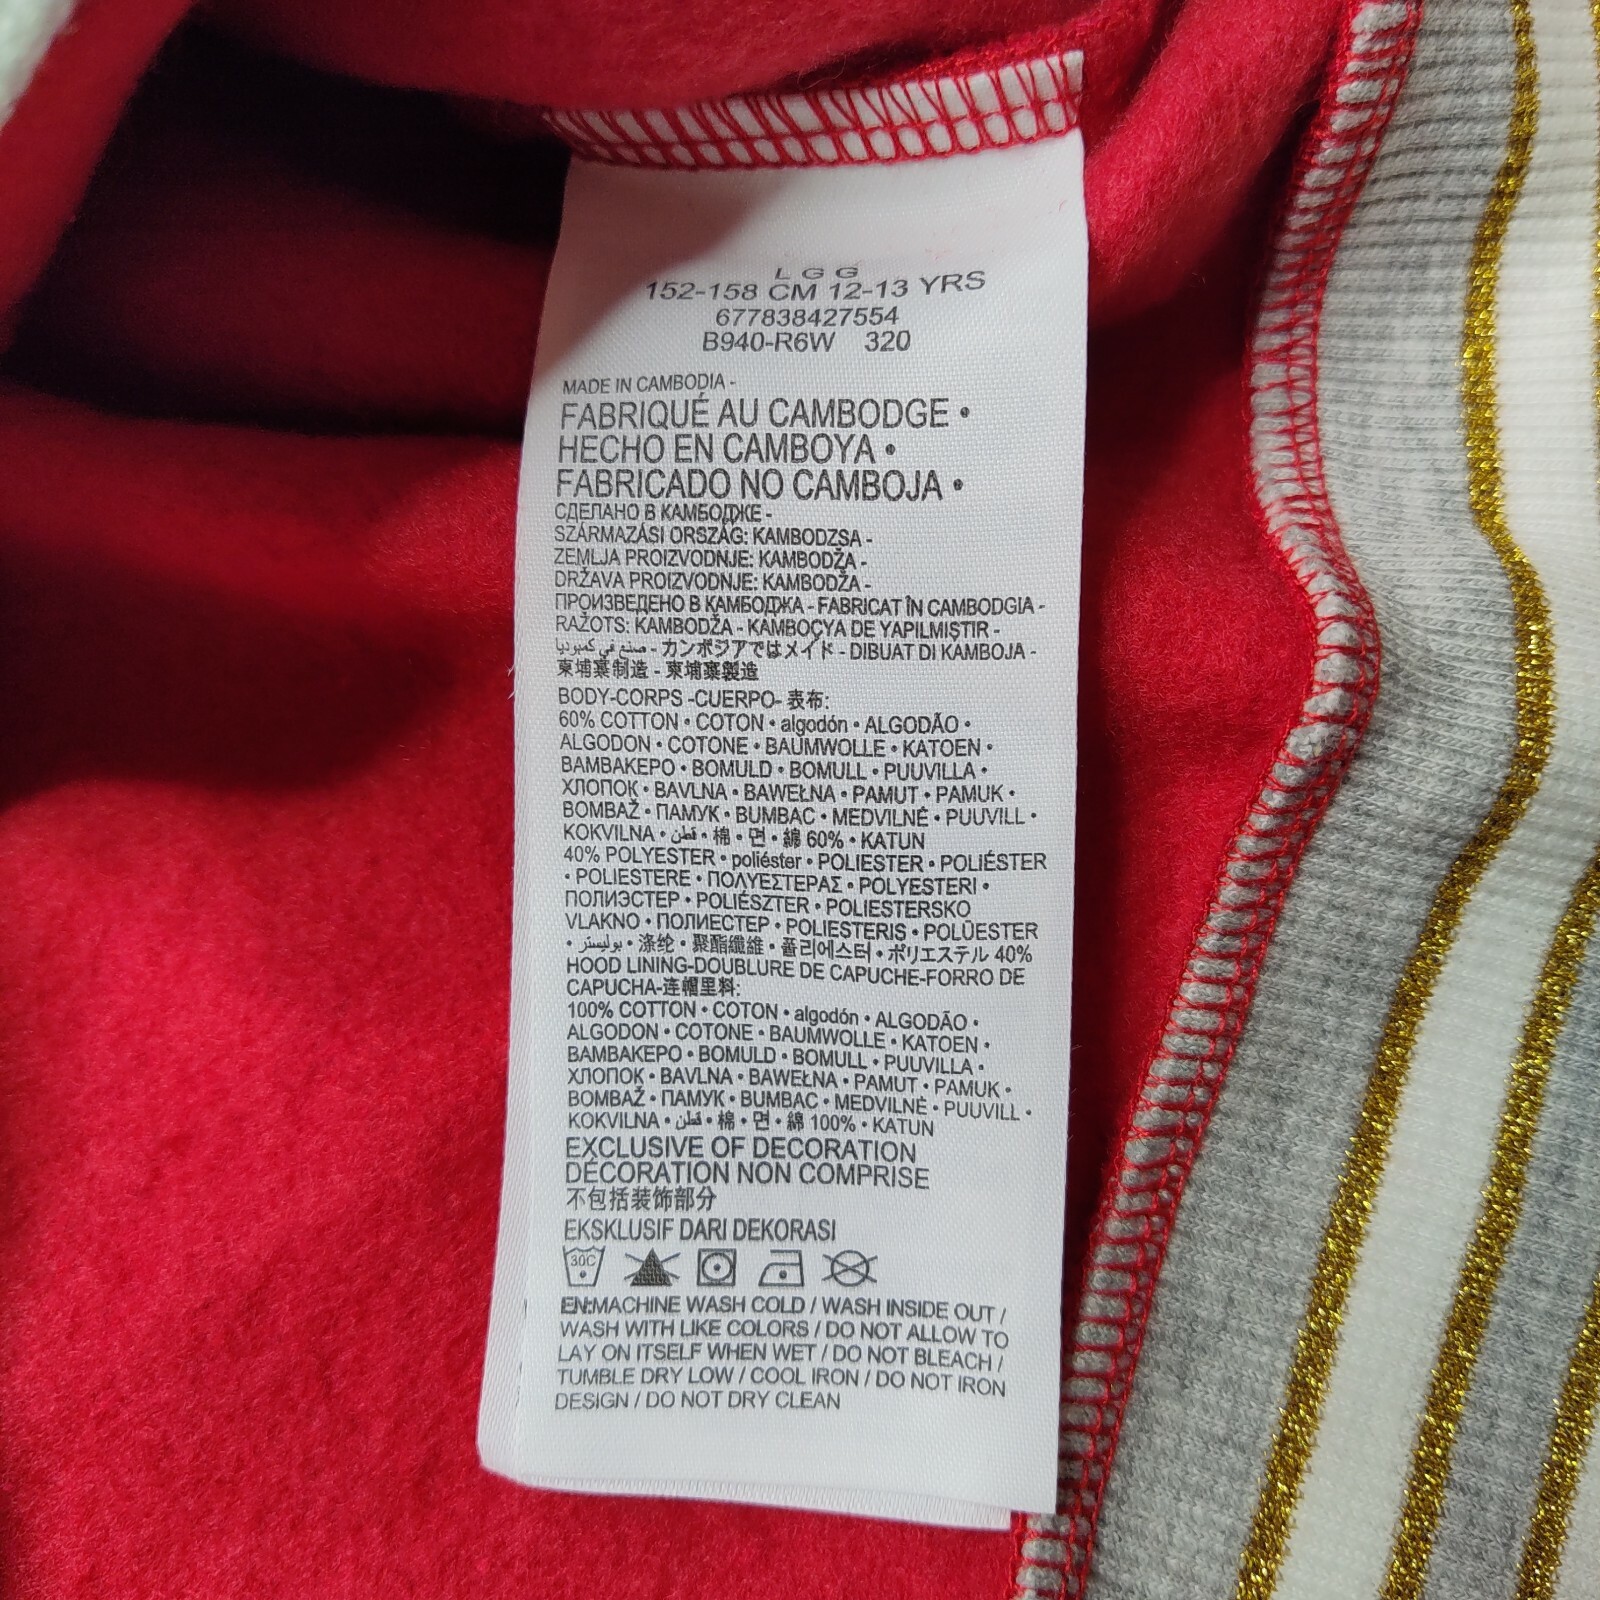 L G G
152-158 CM 12-13 YRS
677838427554
B940-R6W 320
MADE IN CAMBODIA -
FABRIQUÉ AU CAMBODGE •
HECHO EN CAMBOYA •
FABRICADO NO CAMBOJA •
СДЕЛАНО В КАМБОДЖЕ -
SZÁRMAZÁSI ORSZÁG: KAMBODZSA -
ZEMLJA PROIZVODNJE: KAMBODŽA -
DRŽAVA PROIZVODNJE: KAMBODŽA -
ПРОИЗВЕДЕНО В КАМБОДЖА - FABRICAT ÎN CAMBODGIA -
RAŽOTS: KAMBODŽA - KAMBOÇYA DE YAPILMIŞTIR -
صنع في كمبوديا - カンボジアではメイド - DIBUAT DI KAMBOJA -
柬埔寨制造 - 柬埔寨製造
BODY-CORPS -CUERPO- 表布:
60% COTTON • COTON • algodón • ALGODÃO •
ALGODON • COTONE • BAUMWOLLE • KATOEN •
ΒΑΜΒΑΚΕΡΟ • BOMULD • BOMULL • PUUVILLA •
ХЛОПОК • BAVLNA • BAWEŁNA • PAMUT • PAMUK •
BOMBAŽ • ПАМУК • BUMBAC • MEDVILNĖ • PUUVILL •
KOKVILNA • قطن • 棉 • 면 • 綿 60% • KATUN
40% POLYESTER • poliéster • POLIESTER • POLIÉSTER
• POLIESTERE • ΠΟΛΥΕΣΤΕΡΑΣ • POLYESTERI •
ПОЛИЭСТЕР • POLIÉSZTER • POLIESTERSKO
VLAKNO • ПОЛИЕСТЕР • POLIESTERIS • POLÜESTER
• بوليستر • 涤纶 • 聚酯纖維 • 폴리에스터 • ポリエステル 40%
HOOD LINING-DOUBLURE DE CAPUCHE-FORRO DE
CAPUCHA-连帽里料:
100% COTTON • COTON • algodón • ALGODÃO •
ALGODON • COTONE • BAUMWOLLE • KATOEN •
ΒΑΜΒΑΚΕΡΟ • BOMULD • BOMULL • PUUVILLA •
ХЛОПОК • BAVLNA • BAWEŁNA • PAMUT • PAMUK •
BOMBAŽ • ПАМУК • BUMBAC • MEDVILNĖ • PUUVILL •
KOKVILNA • قطن • 棉 • 면 • 綿 100% • KATUN
EXCLUSIVE OF DECORATION
DÉCORATION NON COMPRISE
不包括装饰部分
EKSKLUSIF DARI DEKORASI
30C
EN:MACHINE WASH COLD / WASH INSIDE OUT /
WASH WITH LIKE COLORS / DO NOT ALLOW TO
LAY ON ITSELF WHEN WET / DO NOT BLEACH /
TUMBLE DRY LOW / COOL IRON / DO NOT IRON
DESIGN / DO NOT DRY CLEAN